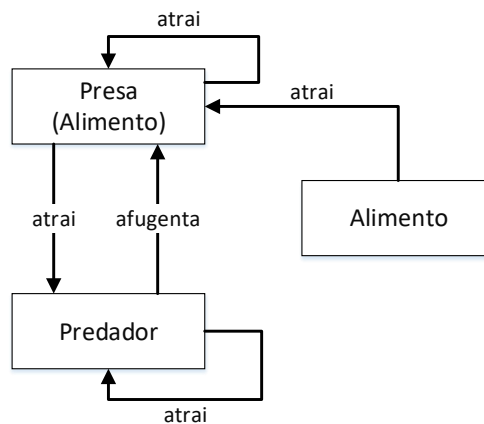 atrai
Presa
(Alimento)
atrai
Alimento
atrai
afugenta
Predador
atrai